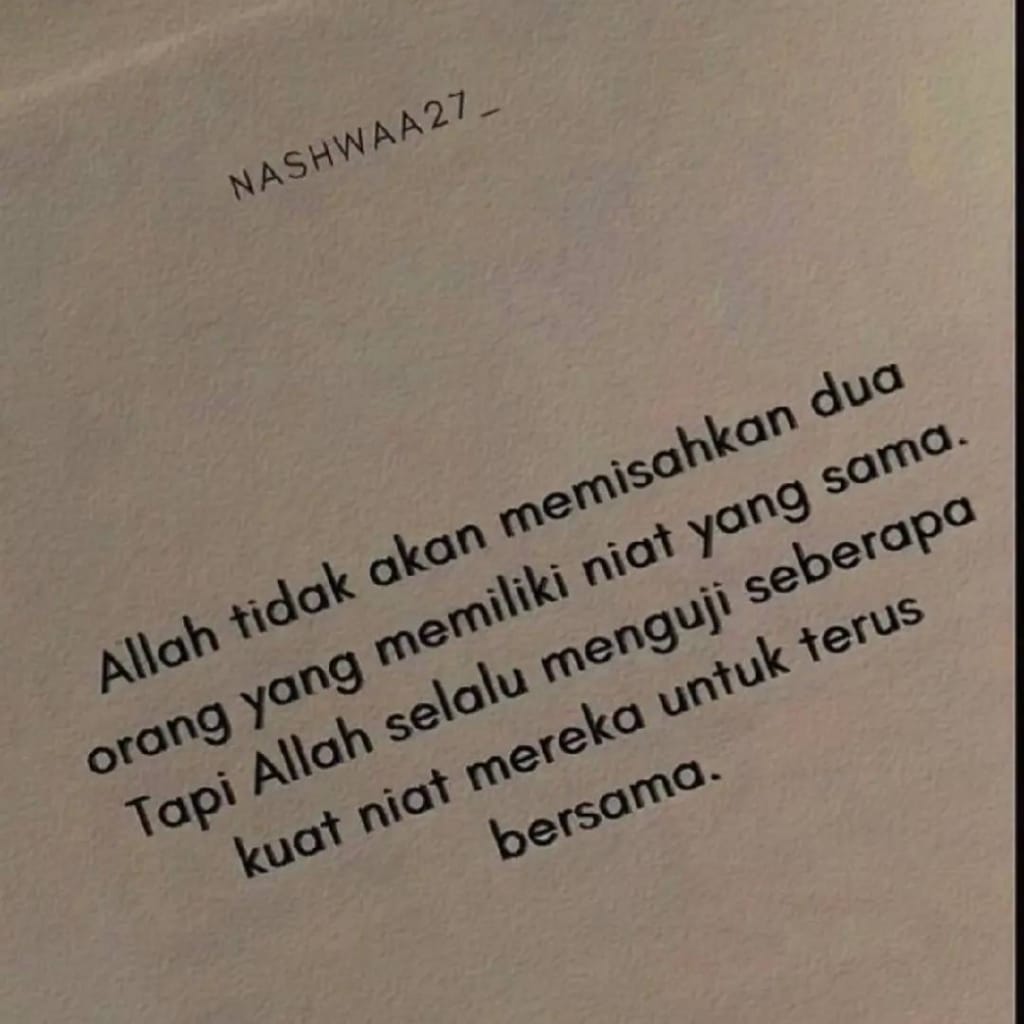 NASHWAA27_
Allah tidak akan memisahkan dua
orang yang memiliki niat yang sama.
Tapi Allah selalu menguji seberapa
kuat niat mereka untuk terus
bersama.